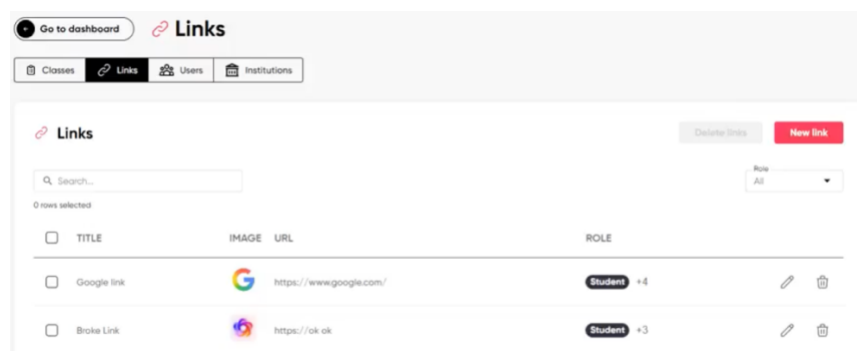 Go to dashboard Links
Classes Links Users Institutions
Links Delete links New link
Search... Role
All
0 rows selected
TITLE IMAGE URL ROLE
Google link https://www.google.com/ Student +4
Broke Link https://ok ok Student +3